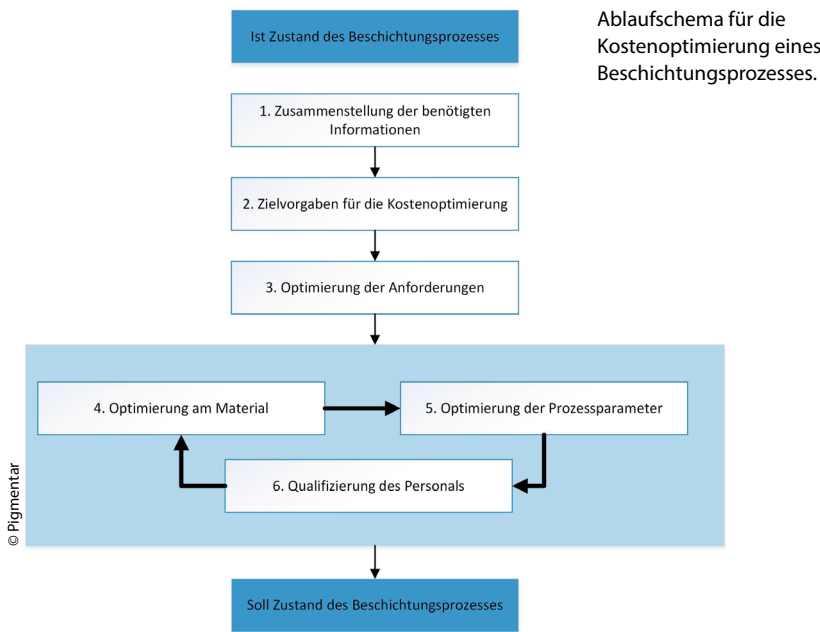 Ist Zustand des Beschichtungsprozesses
Ablaufschema für die
Kostenoptimierung eines
Beschichtungsprozesses.
1. Zusammenstellung der benötigten
Informationen
2. Zielvorgaben für die Kostenoptimierung
3. Optimierung der Anforderungen
4. Optimierung am Material
5. Optimierung der Prozessparameter
6. Qualifizierung des Personals
© Pigmentar
Soll Zustand des Beschichtungsprozesses